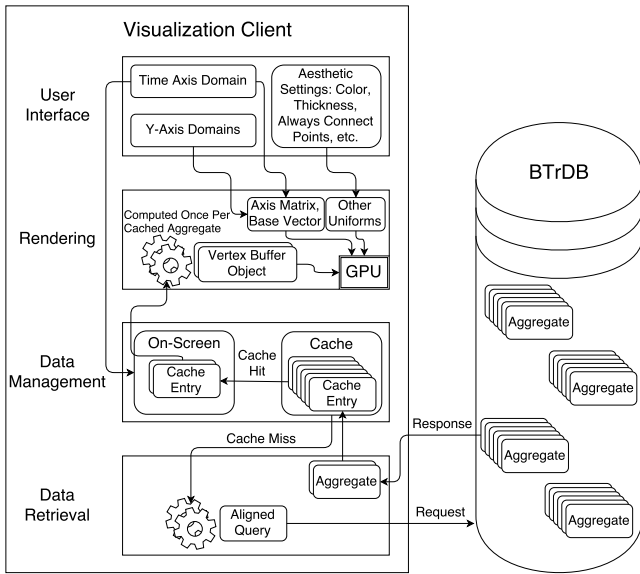 Visualization Client
User
Interface
Time Axis Domain
Y-Axis Domains
Aesthetic
Settings: Color,
Thickness,
Always Connect
Points, etc.
Rendering
Computed Once Per
Cached Aggregate
Axis Matrix,
Base Vector
Other
Uniforms
Vertex Buffer
Object
GPU
Data
Management
On-Screen
Cache
Entry
Cache
Hit
Cache
Cache
Entry
Cache Miss
Data
Retrieval
Aggregate
Aligned
Query
Response
Request
BTrDB
Aggregate
Aggregate
Aggregate
Aggregate